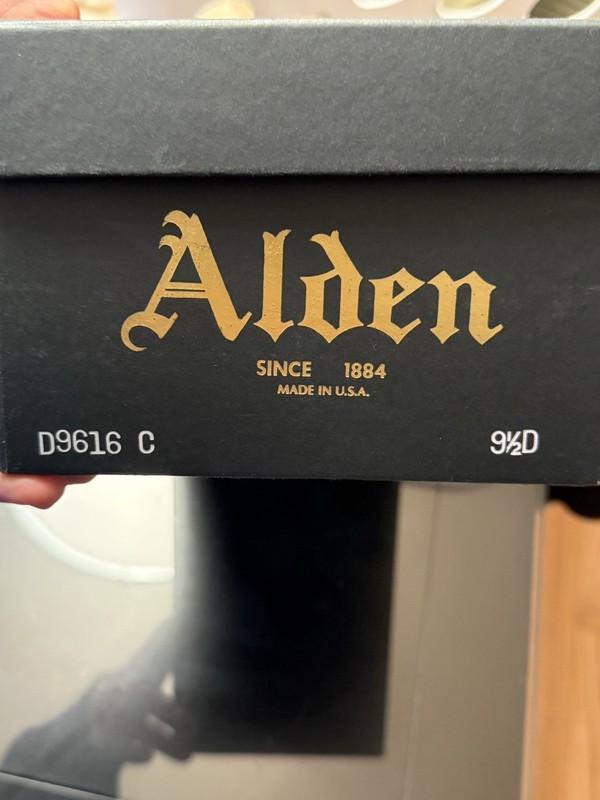 Alden
SINCE 1884
MADE IN U.S.A.
D9616 C 9½D